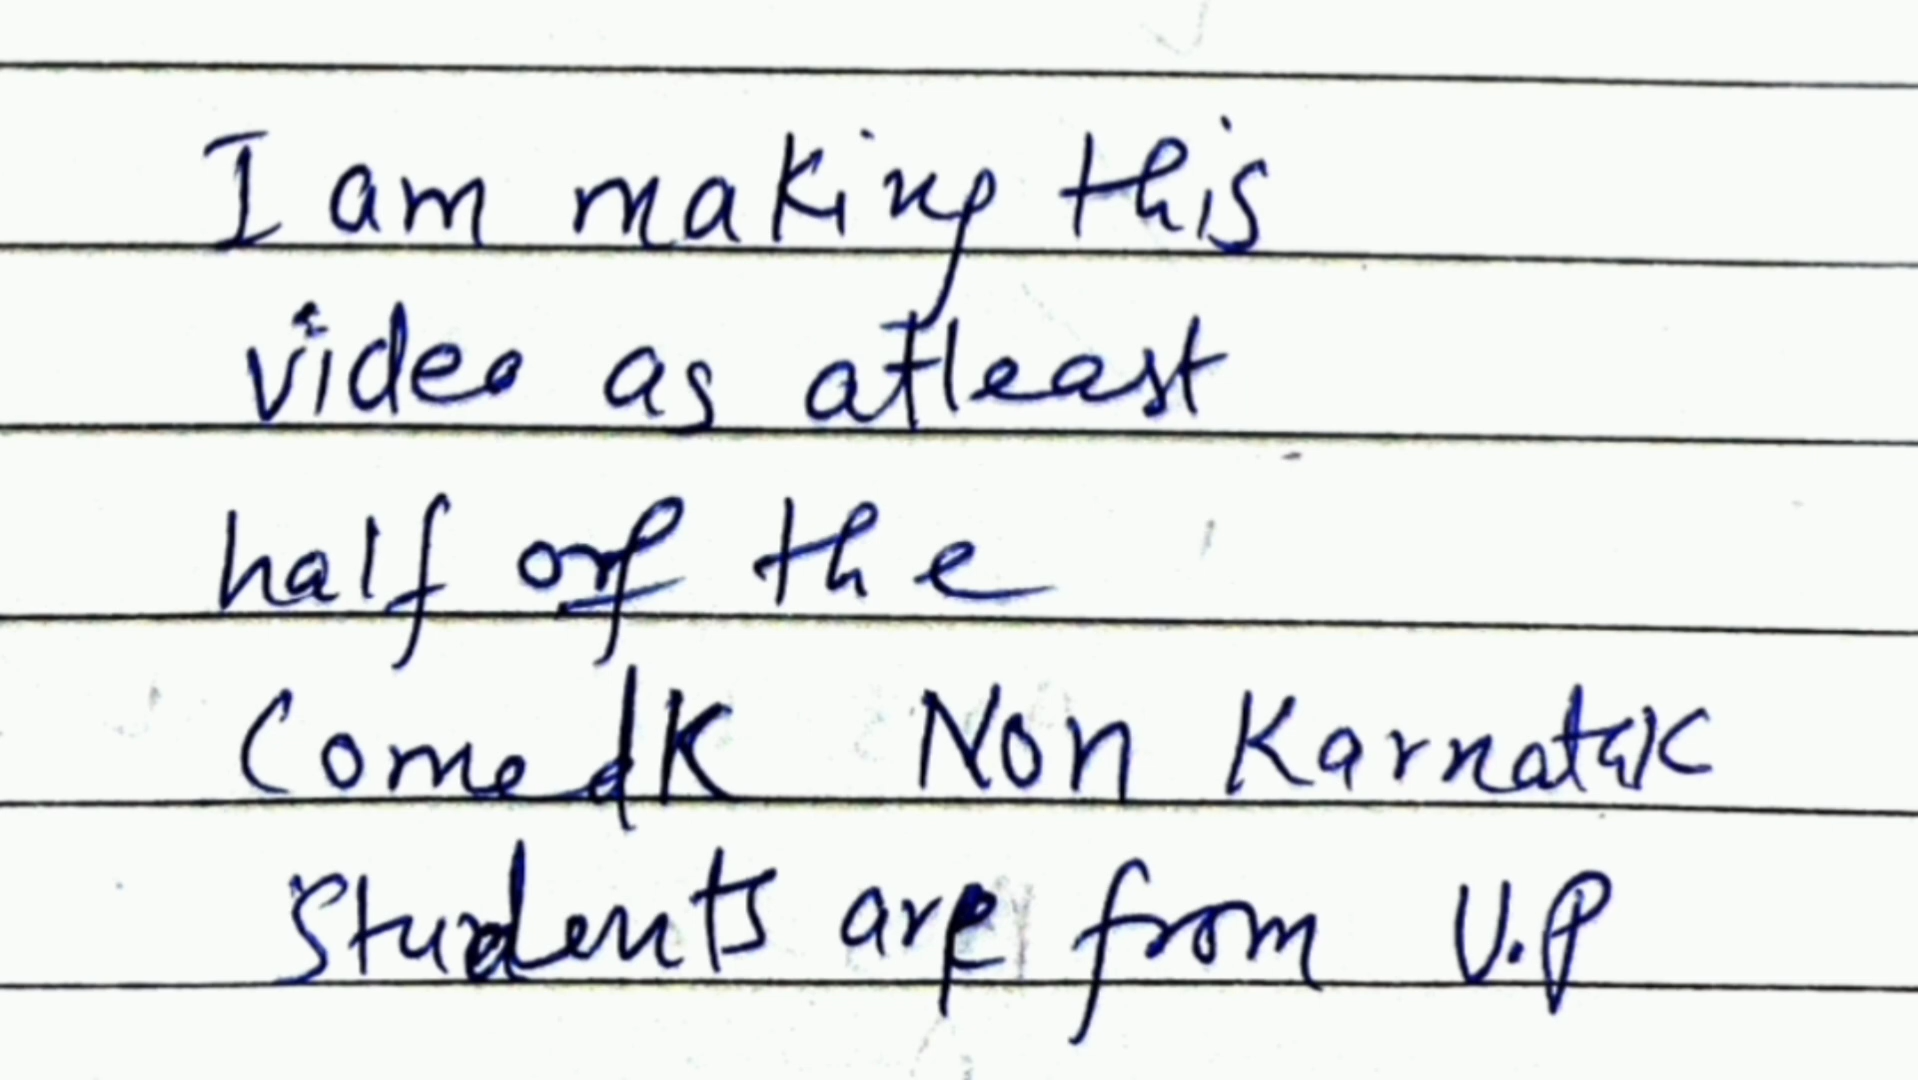 I am making this
video as atleast
half of the
Comedk Non Karnatak
Students are from U.P